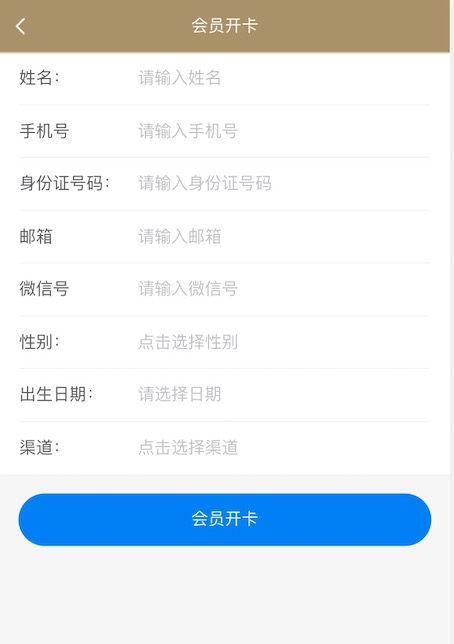 会员开卡
姓名： 请输入姓名
手机号 请输入手机号
身份证号码： 请输入身份证号码
邮箱 请输入邮箱
微信号 请输入微信号
性别： 点击选择性别
出生日期： 请选择日期
渠道： 点击选择渠道
会员开卡